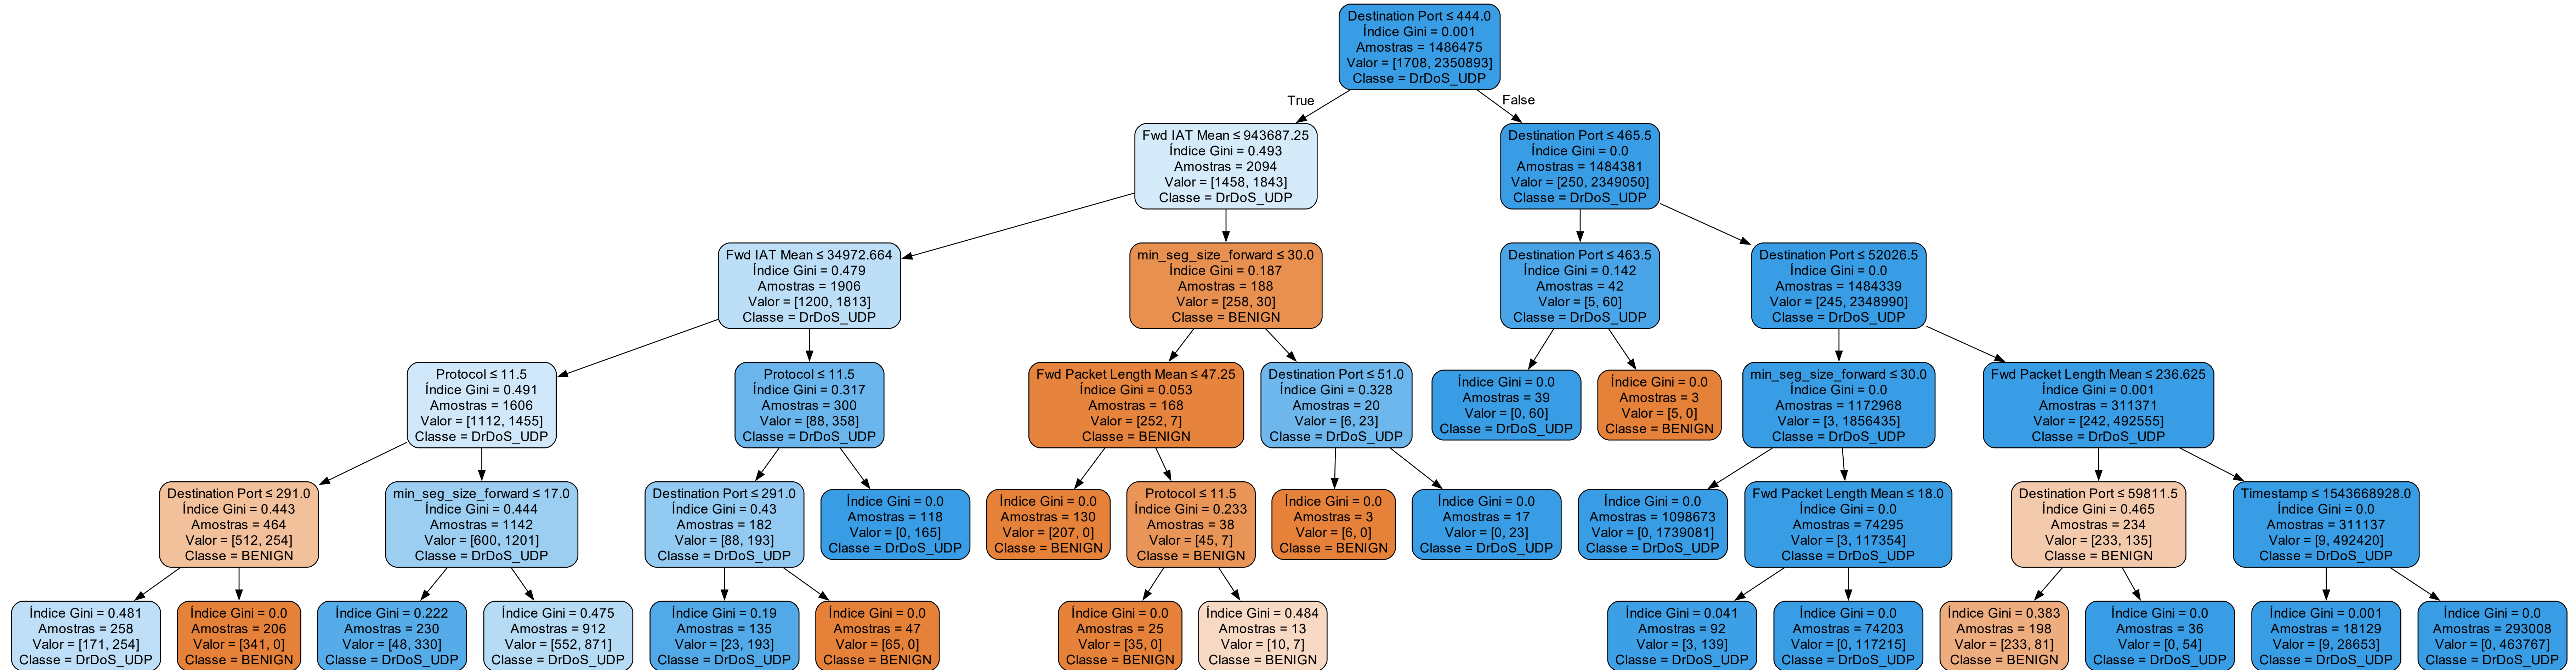 Destination Port ≤ 444.0
Índice Gini = 0.001
Amostras = 1486475
Valor = [1708, 2350893]
Classe = DrDoS_UDP
True
False
Fwd IAT Mean ≤ 943687.25
Índice Gini = 0.493
Amostras = 2094
Valor = [1458, 1843]
Classe = DrDoS_UDP
Destination Port ≤ 465.5
Índice Gini = 0.0
Amostras = 1484381
Valor = [250, 2349050]
Classe = DrDoS_UDP
Fwd IAT Mean ≤ 34972.664
Índice Gini = 0.479
Amostras = 1906
Valor = [1200, 1813]
Classe = DrDoS_UDP
min_seg_size_forward ≤ 30.0
Índice Gini = 0.187
Amostras = 188
Valor = [258, 30]
Classe = BENIGN
Destination Port ≤ 463.5
Índice Gini = 0.142
Amostras = 42
Valor = [5, 60]
Classe = DrDoS_UDP
Destination Port ≤ 52026.5
Índice Gini = 0.0
Amostras = 1484339
Valor = [245, 2348990]
Classe = DrDoS_UDP
Protocol ≤ 11.5
Índice Gini = 0.491
Amostras = 1606
Valor = [1112, 1455]
Classe = DrDoS_UDP
Protocol ≤ 11.5
Índice Gini = 0.317
Amostras = 300
Valor = [88, 358]
Classe = DrDoS_UDP
Fwd Packet Length Mean ≤ 47.25
Índice Gini = 0.053
Amostras = 168
Valor = [252, 7]
Classe = BENIGN
Destination Port ≤ 51.0
Índice Gini = 0.328
Amostras = 20
Valor = [6, 23]
Classe = DrDoS_UDP
Índice Gini = 0.0
Amostras = 39
Valor = [0, 60]
Classe = DrDoS_UDP
Índice Gini = 0.0
Amostras = 3
Valor = [5, 0]
Classe = BENIGN
min_seg_size_forward ≤ 30.0
Índice Gini = 0.0
Amostras = 1172968
Valor = [3, 1856435]
Classe = DrDoS_UDP
Fwd Packet Length Mean ≤ 236.625
Índice Gini = 0.001
Amostras = 311371
Valor = [242, 492555]
Classe = DrDoS_UDP
Destination Port ≤ 291.0
Índice Gini = 0.443
Amostras = 464
Valor = [512, 254]
Classe = BENIGN
min_seg_size_forward ≤ 17.0
Índice Gini = 0.444
Amostras = 1142
Valor = [600, 1201]
Classe = DrDoS_UDP
Destination Port ≤ 291.0
Índice Gini = 0.43
Amostras = 182
Valor = [88, 193]
Classe = DrDoS_UDP
Índice Gini = 0.0
Amostras = 118
Valor = [0, 165]
Classe = DrDoS_UDP
Índice Gini = 0.0
Amostras = 130
Valor = [207, 0]
Classe = BENIGN
Protocol ≤ 11.5
Índice Gini = 0.233
Amostras = 38
Valor = [45, 7]
Classe = BENIGN
Índice Gini = 0.0
Amostras = 3
Valor = [6, 0]
Classe = BENIGN
Índice Gini = 0.0
Amostras = 17
Valor = [0, 23]
Classe = DrDoS_UDP
Índice Gini = 0.0
Amostras = 1098673
Valor = [0, 1739081]
Classe = DrDoS_UDP
Fwd Packet Length Mean ≤ 18.0
Índice Gini = 0.0
Amostras = 74295
Valor = [3, 117354]
Classe = DrDoS_UDP
Destination Port ≤ 59811.5
Índice Gini = 0.465
Amostras = 234
Valor = [233, 135]
Classe = BENIGN
Timestamp ≤ 1543668928.0
Índice Gini = 0.0
Amostras = 311137
Valor = [9, 492420]
Classe = DrDoS_UDP
Índice Gini = 0.481
Amostras = 258
Valor = [171, 254]
Classe = DrDoS_UDP
Índice Gini = 0.0
Amostras = 206
Valor = [341, 0]
Classe = BENIGN
Índice Gini = 0.222
Amostras = 230
Valor = [48, 330]
Classe = DrDoS_UDP
Índice Gini = 0.475
Amostras = 912
Valor = [552, 871]
Classe = DrDoS_UDP
Índice Gini = 0.19
Amostras = 135
Valor = [23, 193]
Classe = DrDoS_UDP
Índice Gini = 0.0
Amostras = 47
Valor = [65, 0]
Classe = BENIGN
Índice Gini = 0.0
Amostras = 25
Valor = [35, 0]
Classe = BENIGN
Índice Gini = 0.484
Amostras = 13
Valor = [10, 7]
Classe = BENIGN
Índice Gini = 0.041
Amostras = 92
Valor = [3, 139]
Classe = DrDoS_UDP
Índice Gini = 0.0
Amostras = 74203
Valor = [0, 117215]
Classe = DrDoS_UDP
Índice Gini = 0.383
Amostras = 198
Valor = [233, 81]
Classe = BENIGN
Índice Gini = 0.0
Amostras = 36
Valor = [0, 54]
Classe = DrDoS_UDP
Índice Gini = 0.001
Amostras = 18129
Valor = [9, 28653]
Classe = DrDoS_UDP
Índice Gini = 0.0
Amostras = 293008
Valor = [0, 463767]
Classe = DrDoS_UDP